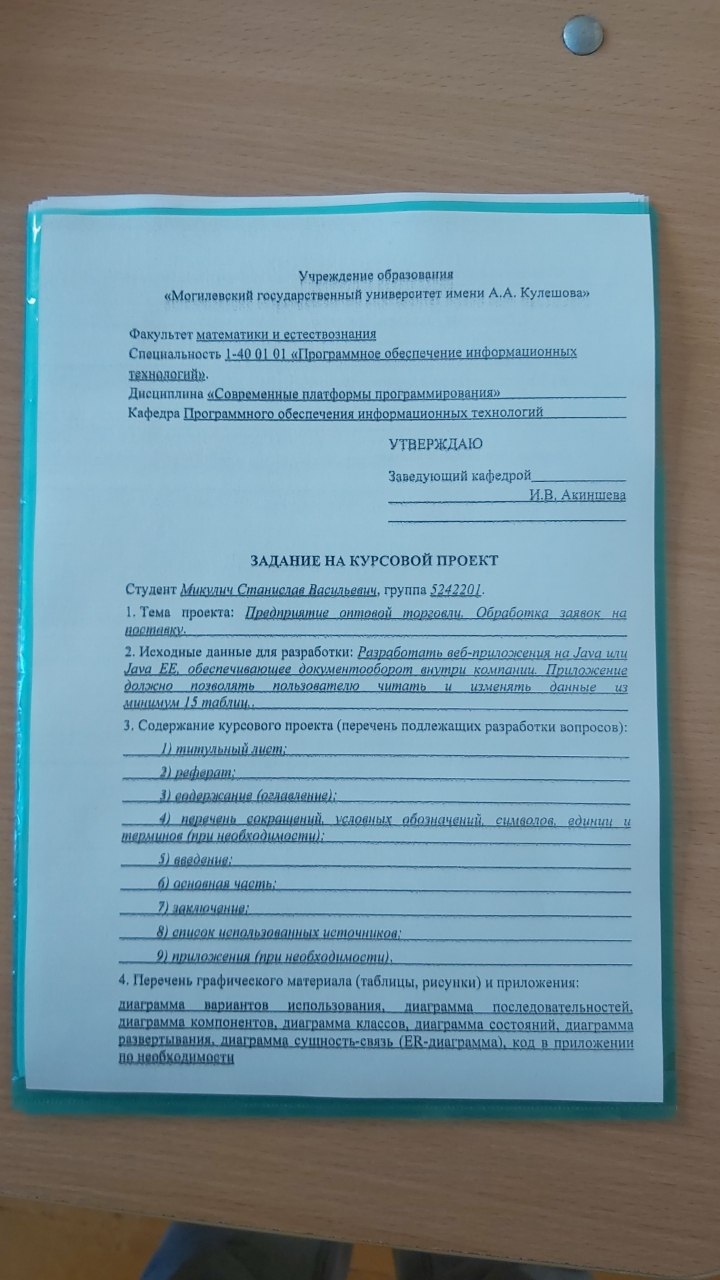 Учреждение образования
«Могилевский государственный университет имени А.А. Кулешова»
Факультет математики и естествознания
Специальность 1-40 01 01 «Программное обеспечение информационных
технологий».
Дисциплина «Современные платформы программирования»
Кафедра Программного обеспечения информационных технологий
УТВЕРЖДАЮ
Заведующий кафедрой
И.В. Акиншева
ЗАДАНИЕ НА КУРСОВОЙ ПРОЕКТ
Студент Микулич Станислав Васильевич, группа 5242201.
1. Тема проекта: Предприятие оптовой торговли. Обработка заявок на
поставку.
2. Исходные данные для разработки: Разработать веб-приложения на Java или
Java EE, обеспечивающее документооборот внутри компании. Приложение
должно позволять пользователю читать и изменять данные из
минимум 15 таблиц..
3. Содержание курсового проекта (перечень подлежащих разработки вопросов):
1) титульный лист;
2) реферат;
3) содержание (оглавление);
4) перечень сокращений, условных обозначений, символов, единиц и
терминов (при необходимости);
5) введение;
6) основная часть;
7) заключение;
8) список использованных источников;
9) приложения (при необходимости).
4. Перечень графического материала (таблицы, рисунки) и приложения:
диаграмма вариантов использования, диаграмма последовательностей,
диаграмма компонентов, диаграмма классов, диаграмма состояний, диаграмма
развертывания, диаграмма сущность-связь (ER-диаграмма), код в приложении
по необходимости